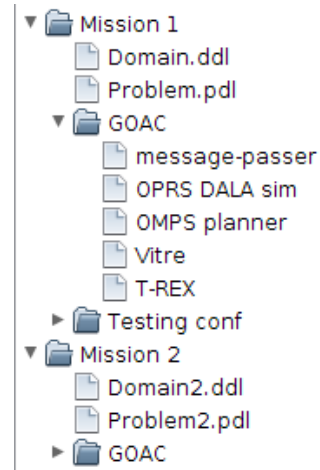 Mission 1
Domain.ddl
Problem.pdl
GOAC
message-passer
OPRS DALA sim
OMPS planner
Vitre
T-REX
Testing conf
Mission 2
Domain2.ddl
Problem2.pdl
GOAC